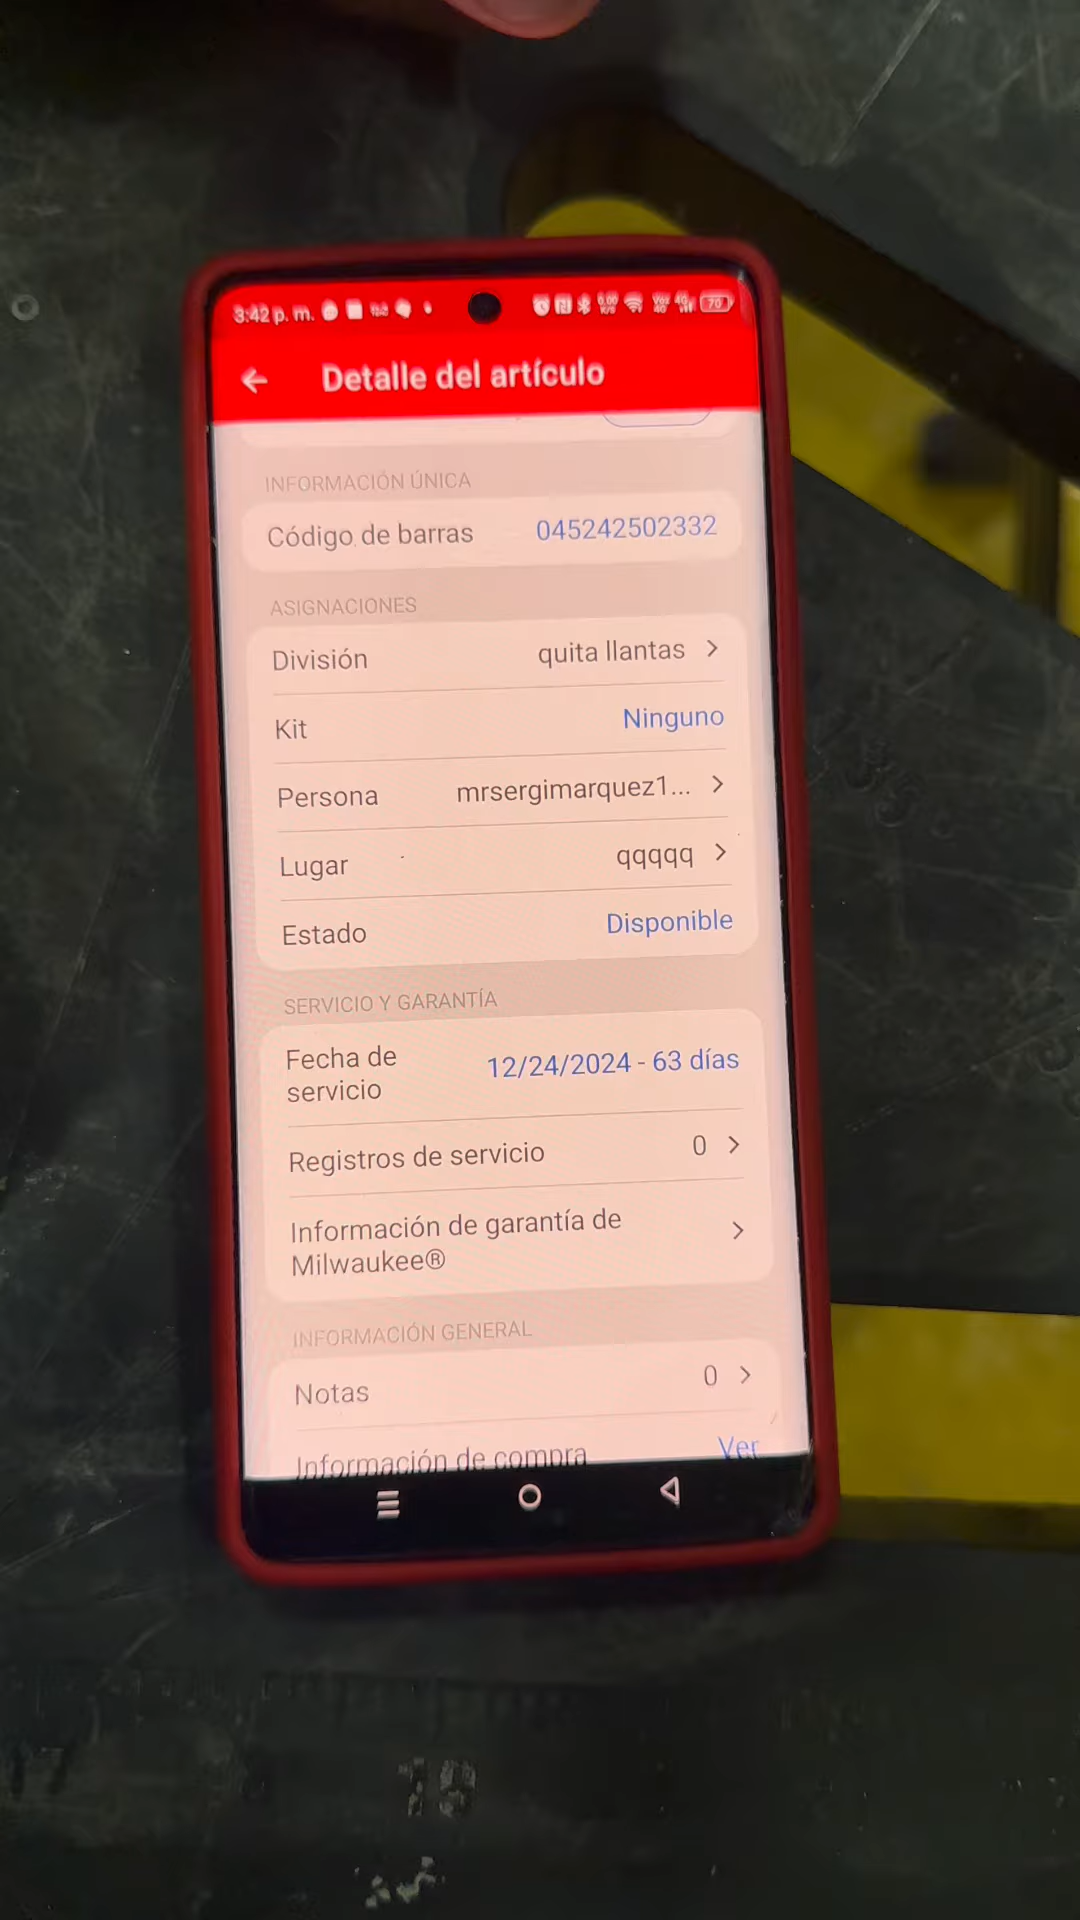 3:42 p. m. 70
Detalle del artículo
INFORMACIÓN ÚNICA
Código de barras 045242502332
ASIGNACIONES
División quita llantas
Kit Ninguno
Persona mrsergimarquez1...
Lugar qqqqq
Estado Disponible
SERVICIO Y GARANTÍA
Fecha de
servicio 12/24/2024 - 63 días
Registros de servicio 0
Información de garantía de
Milwaukee®
INFORMACIÓN GENERAL
Notas 0
Información de compra Ver